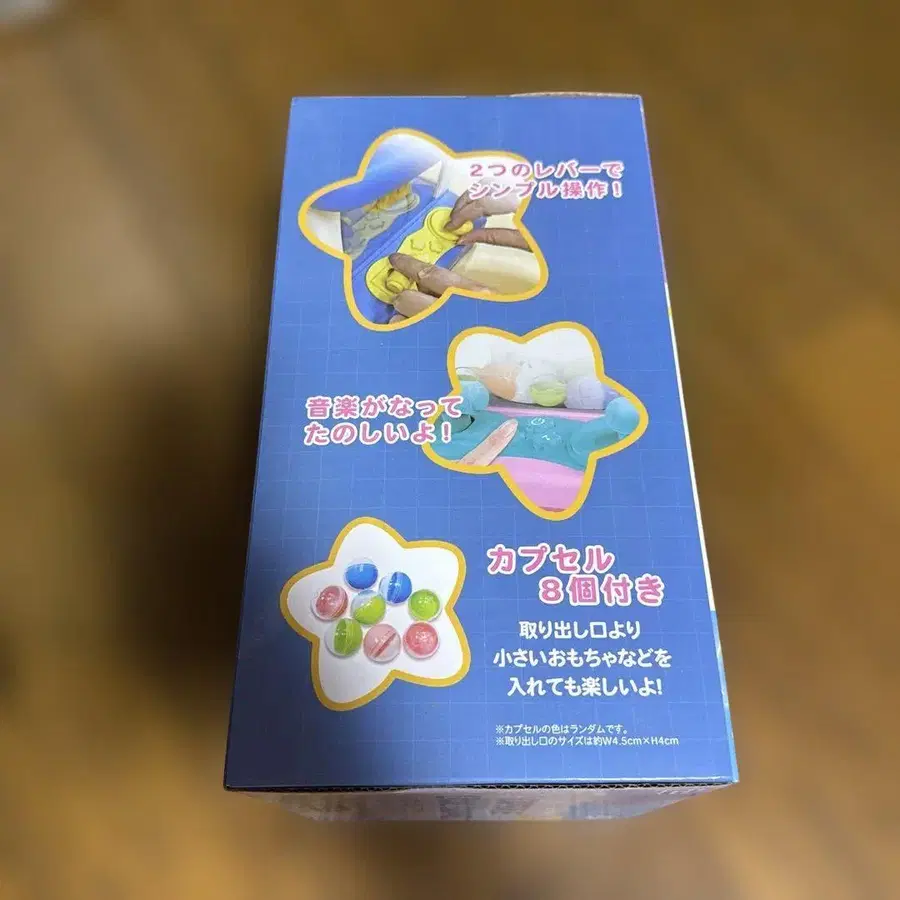 2つのレバーで
シンプル操作!
音楽がなって
たのしいよ!
カプセル
8個付き
取り出し口より
小さいおもちゃなどを
入れても楽しいよ!
※カプセルの色はランダムです。
※取り出し口のサイズは約W4.5cm×H4cm